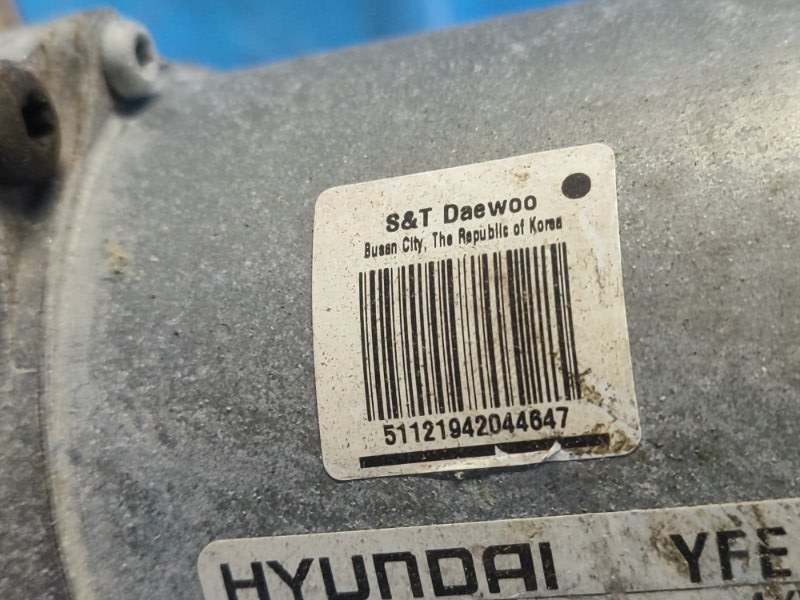 S&T Daewoo
Busan City, The Republic of Korea
51121942044647
HYUNDAI YFE